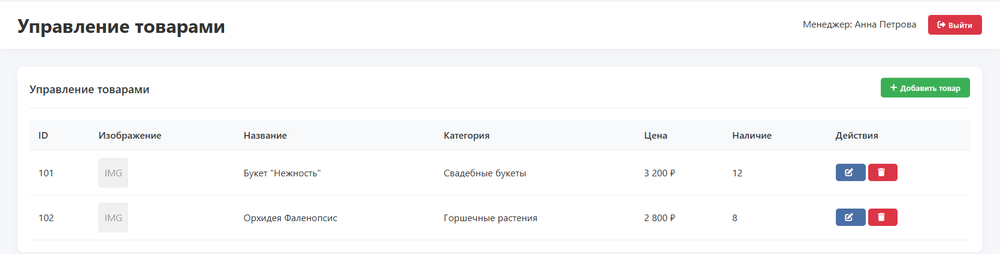 Управление товарами
Менеджер: Анна Петрова
Выйти
Управление товарами
+ Добавить товар
ID Изображение Название Категория Цена Наличие Действия
101 IMG Букет "Нежность" Свадебные букеты 3 200 ₽ 12
102 IMG Орхидея Фаленопсис Горшечные растения 2 800 ₽ 8